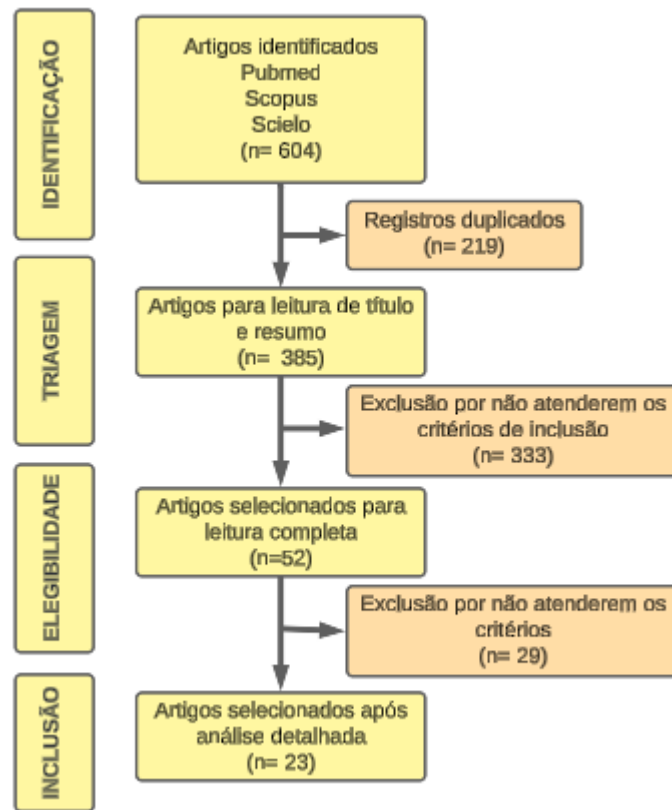 IDENTIFICAÇÃO
Artigos identificados
Pubmed
Scopus
Scielo
(n= 604)
Registros duplicados
(n= 219)
TRIAGEM
Artigos para leitura de título
e resumo
(n= 385)
Exclusão por não atenderem os
critérios de inclusão
(n= 333)
ELEGIBILIDADE
Artigos selecionados para
leitura completa
(n=52)
Exclusão por não atenderem os
critérios
(n= 29)
INCLUSÃO
Artigos selecionados após
análise detalhada
(n= 23)